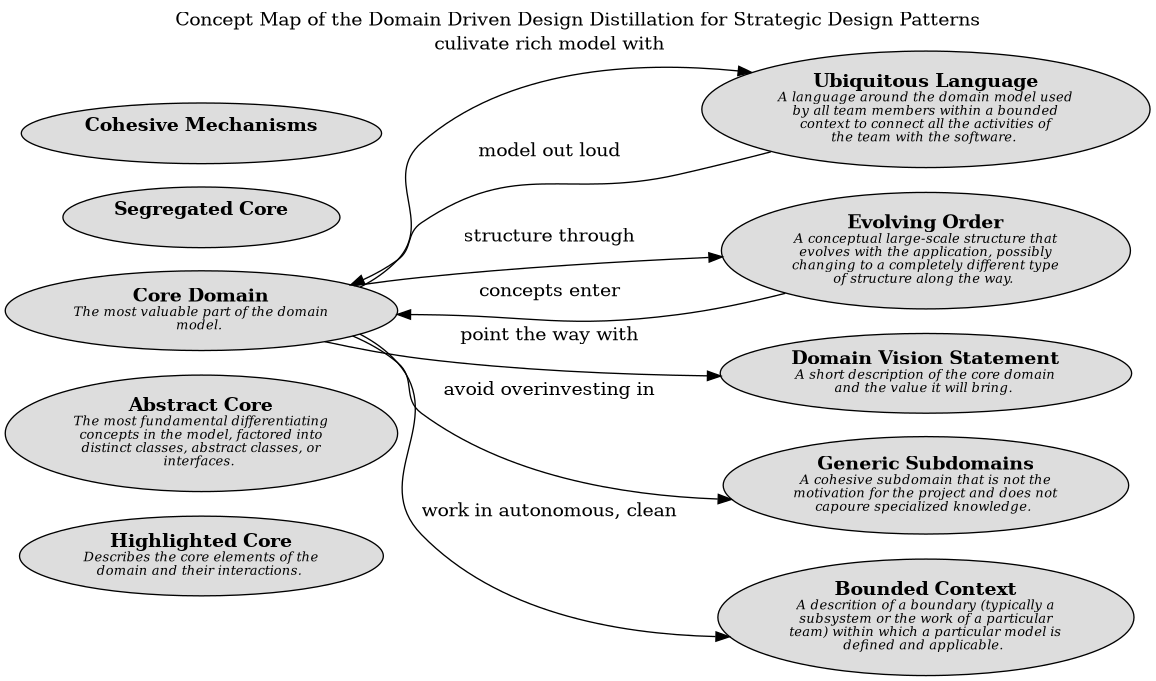 Concept Map of the Domain Driven Design Distillation for Strategic Design Patterns
culivate rich model with
Ubiquitous Language
A language around the domain model used
by all team members within a bounded
context to connect all the activities of
the team with the software.
Cohesive Mechanisms
model out loud
Segregated Core
structure through
Evolving Order
A conceptual large-scale structure that
evolves with the application, possibly
changing to a completely different type
of structure along the way.
Core Domain
The most valuable part of the domain
model.
concepts enter
point the way with
Domain Vision Statement
A short description of the core domain
and the value it will bring.
avoid overinvesting in
Abstract Core
The most fundamental differentiating
concepts in the model, factored into
distinct classes, abstract classes, or
interfaces.
Generic Subdomains
A cohesive subdomain that is not the
motivation for the project and does not
capoure specialized knowledge.
work in autonomous, clean
Highlighted Core
Describes the core elements of the
domain and their interactions.
Bounded Context
A descrition of a boundary (typically a
subsystem or the work of a particular
team) within which a particular model is
defined and applicable.